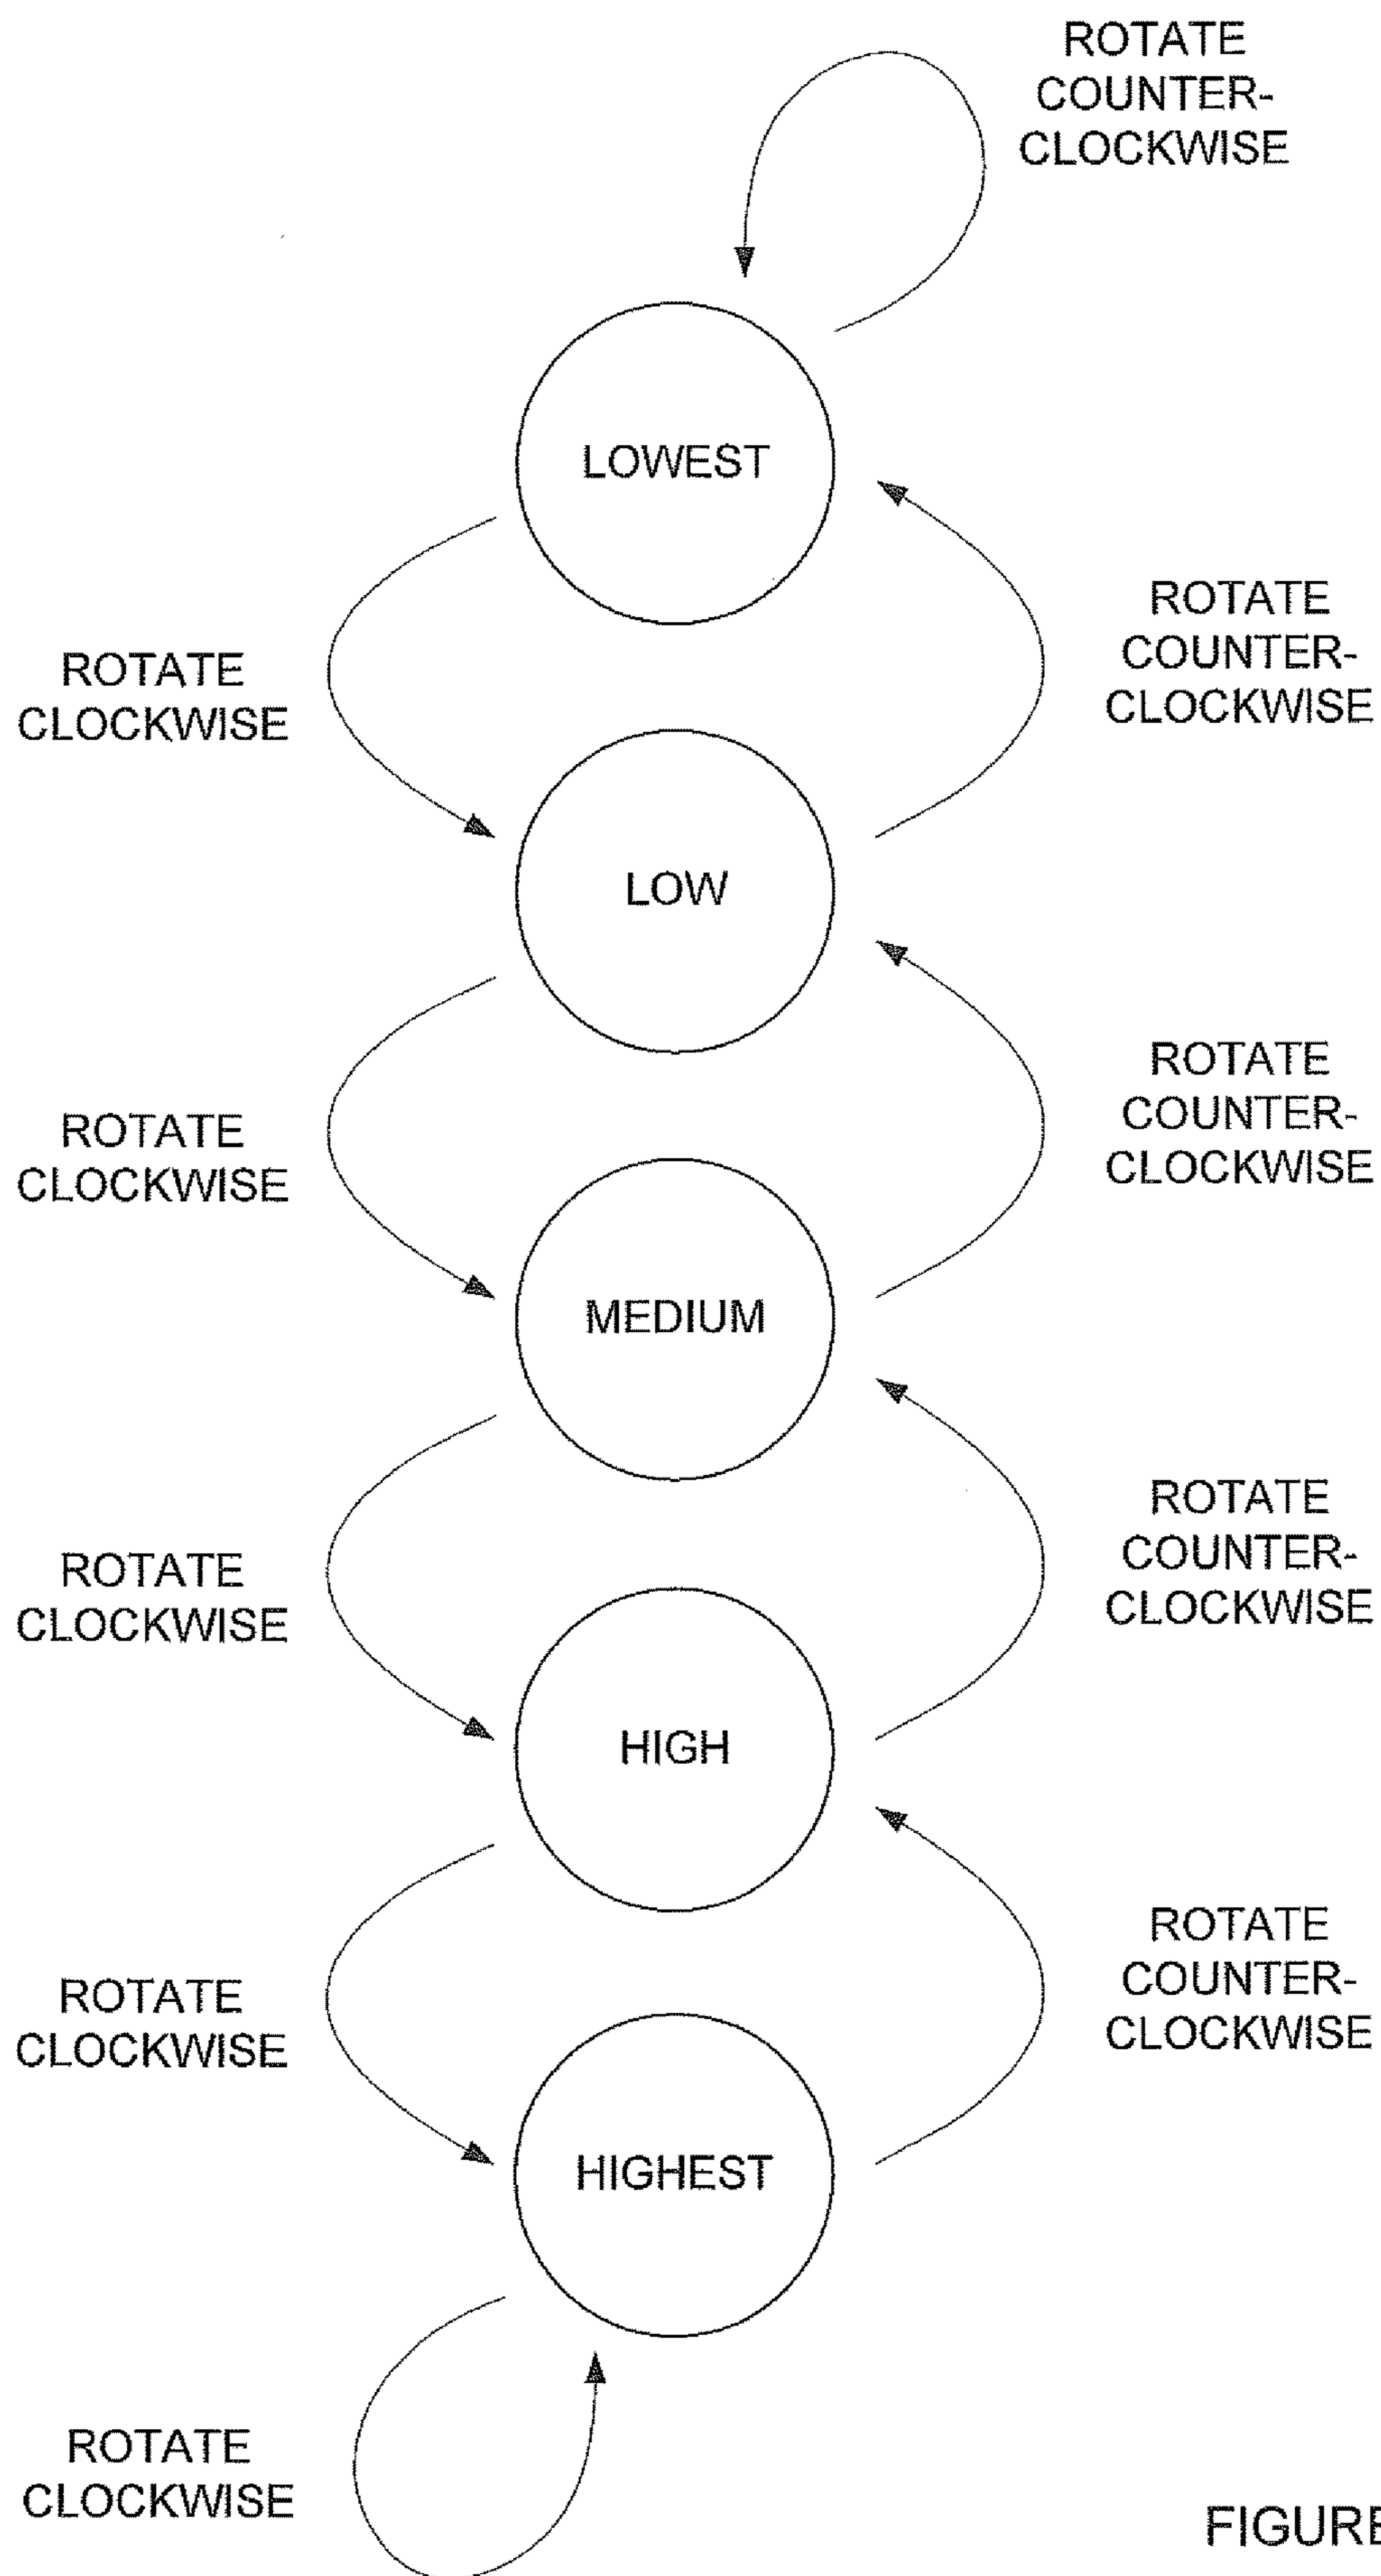 ROTATE
COUNTER-
CLOCKWISE
LOWEST
ROTATE
CLOCKWISE
ROTATE
COUNTER-
CLOCKWISE
LOW
ROTATE
CLOCKWISE
ROTATE
COUNTER-
CLOCKWISE
MEDIUM
ROTATE
CLOCKWISE
ROTATE
COUNTER-
CLOCKWISE
HIGH
ROTATE
CLOCKWISE
ROTATE
COUNTER-
CLOCKWISE
HIGHEST
ROTATE
CLOCKWISE
FIGURE